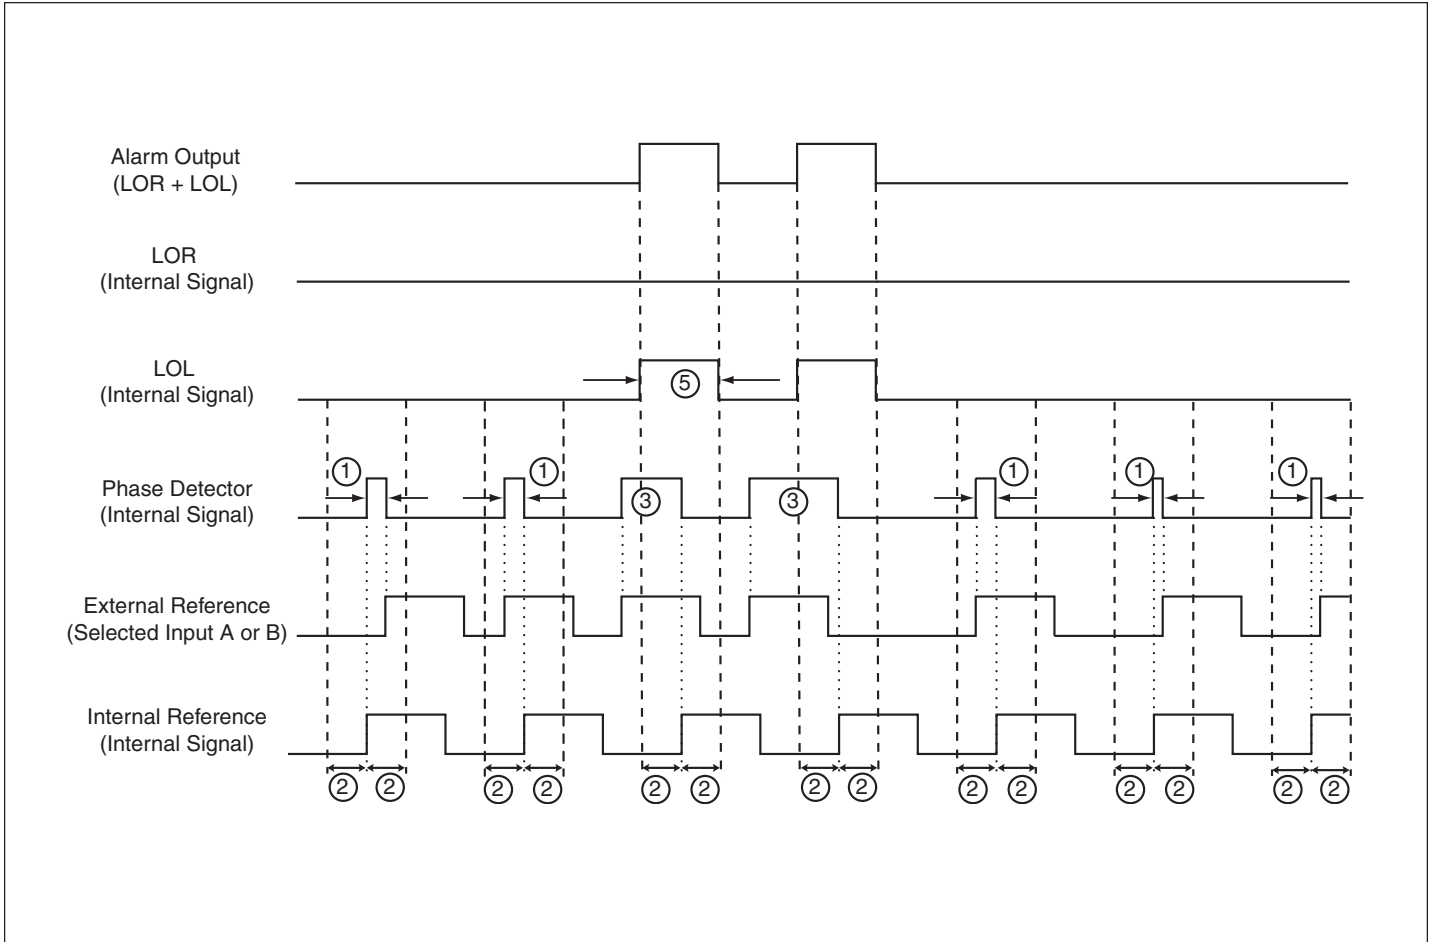 Alarm Output
(LOR + LOL)
LOR
(Internal Signal)
LOL
(Internal Signal)
5
Phase Detector
(Internal Signal)
1 1 3 3 1 1 1
External Reference
(Selected Input A or B)
Internal Reference
(Internal Signal)
2 2 2 2 2 2 2 2 2 2 2 2 2 2